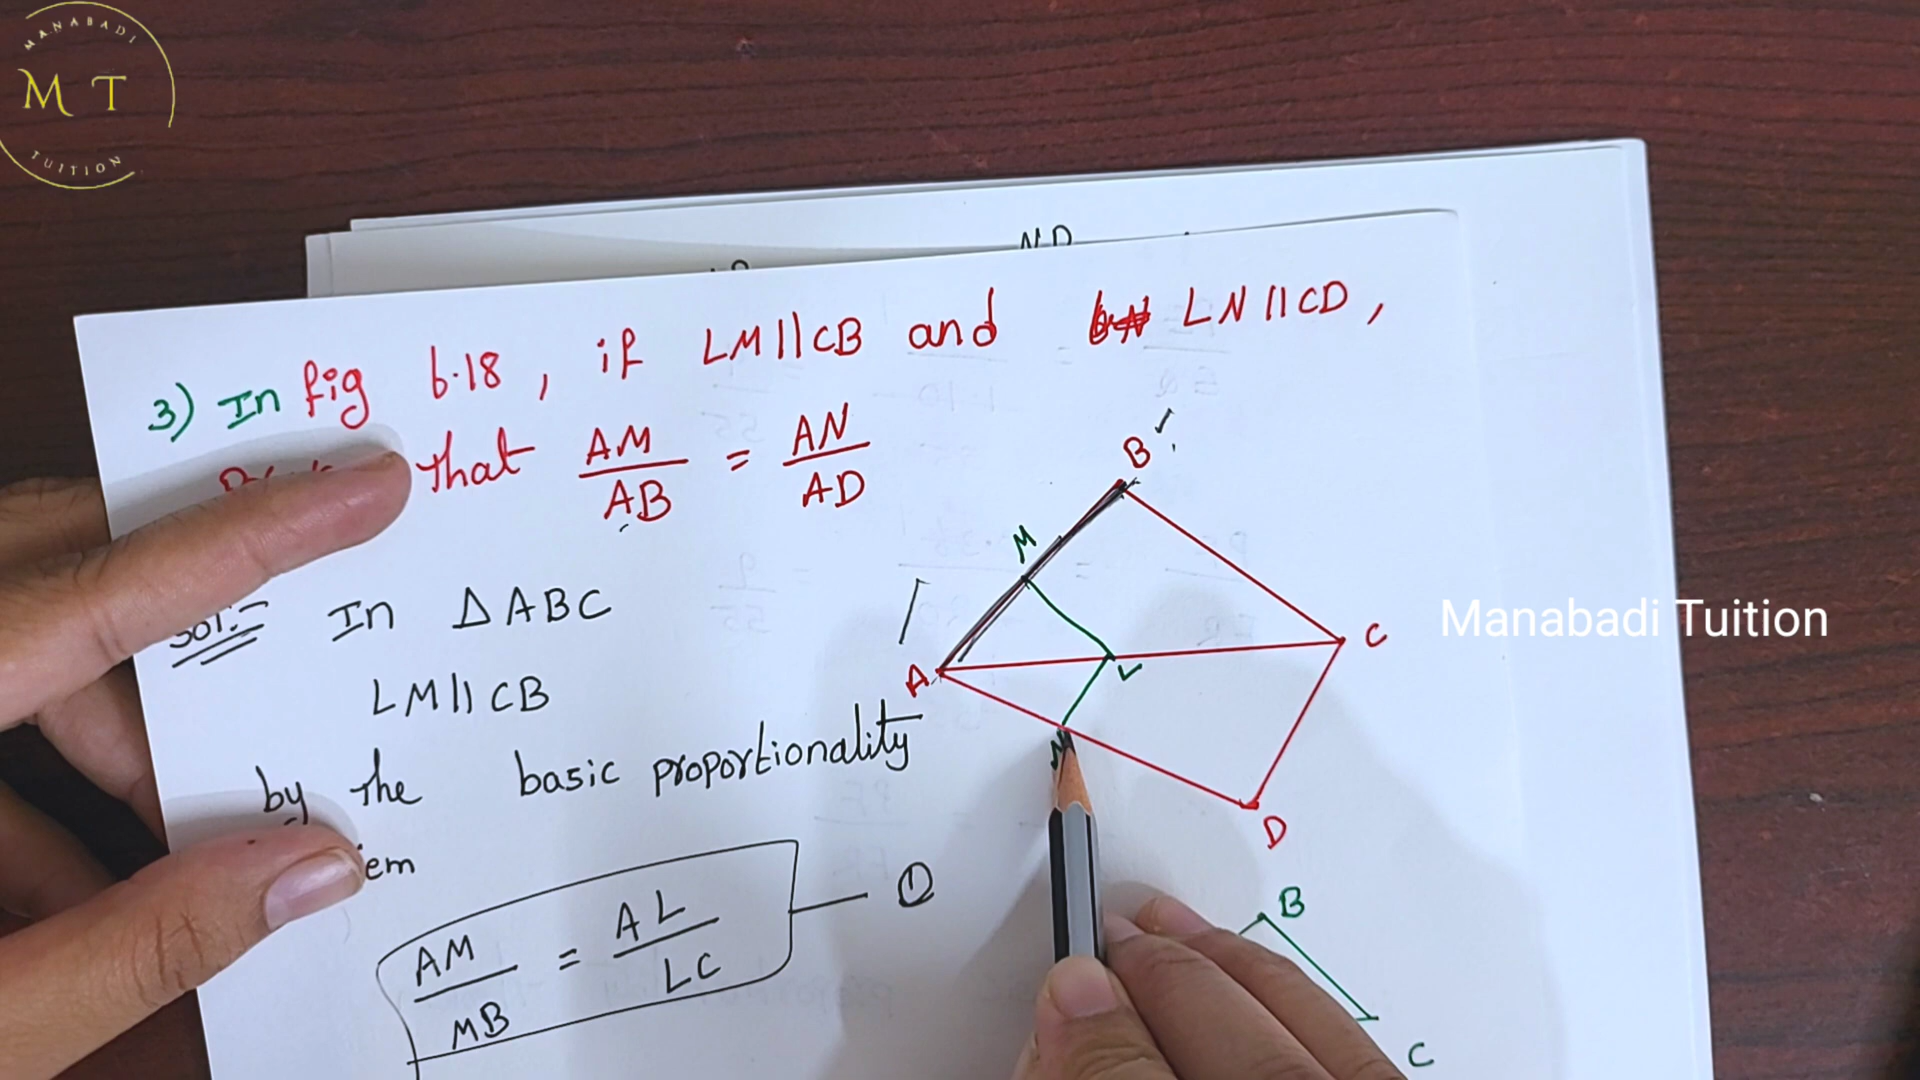 MANABADI
M T
TUITION
ND
3) In fig 6.18, if LM||CB and LN||CD,
that AM/AB = AN/AD
Sol:- In ΔABC
LM||CB
by the basic proportionality
em
AM/MB = AL/LC — ①
B
M
A
L
C
N
D
B
C
Manabadi Tuition